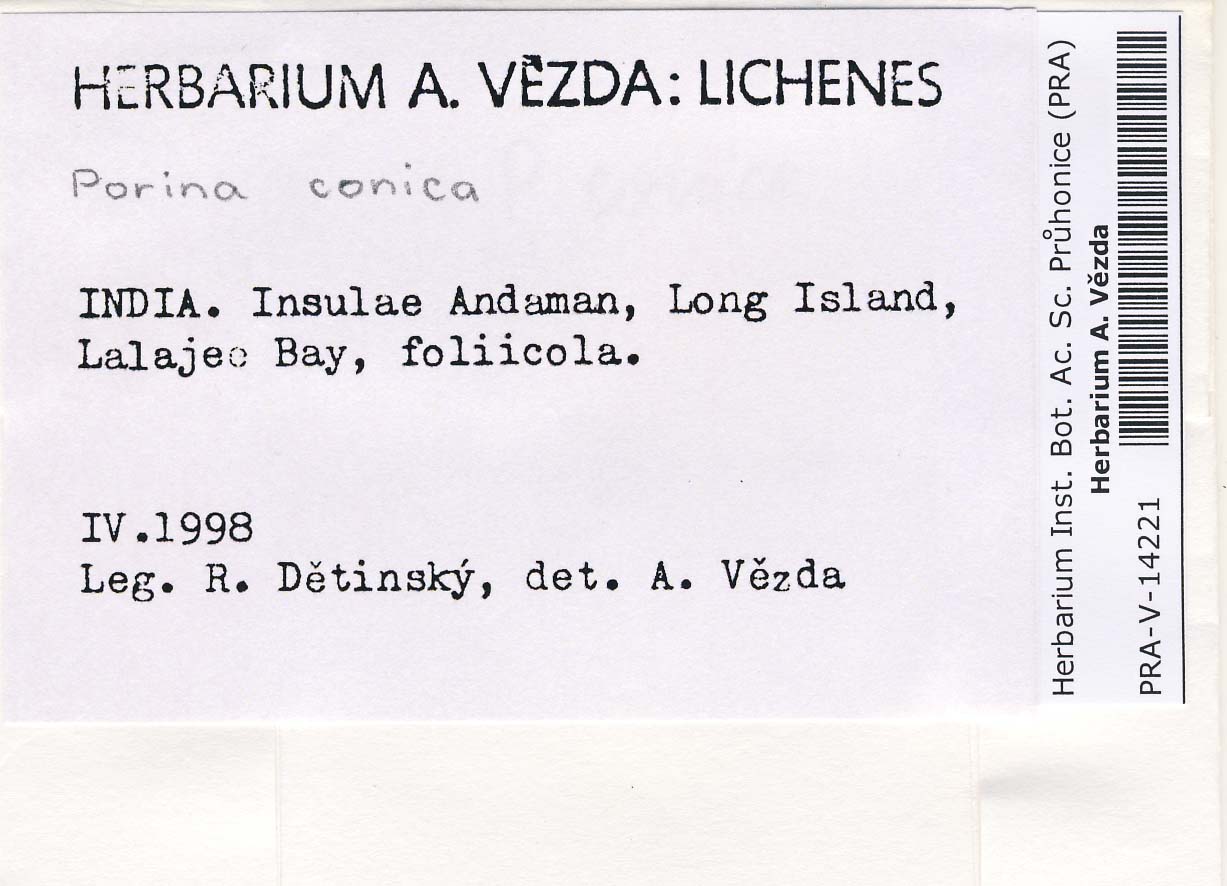 HERBARIUM A. VĚZDA: LICHENES
Porina conica
INDIA. Insulae Andaman, Long Island,
Lalajee Bay, foliicola.
IV.1998
Leg. R. Dětinský, det. A. Vězda
Herbarium Inst. Bot. Ac. Sc. Průhonice (PRA)
Herbarium A. Vězda
PRA-V-14221